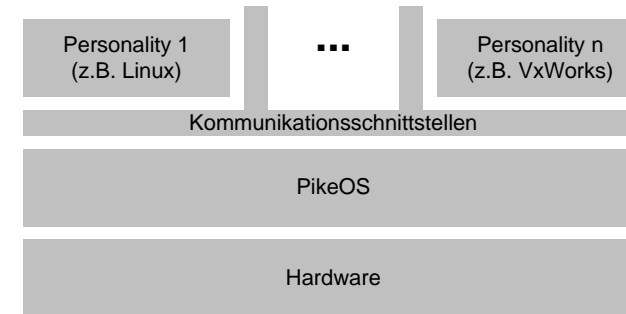 Personality 1
(z.B. Linux)
...
Personality n
(z.B. VxWorks)
Kommunikationsschnittstellen
PikeOS
Hardware